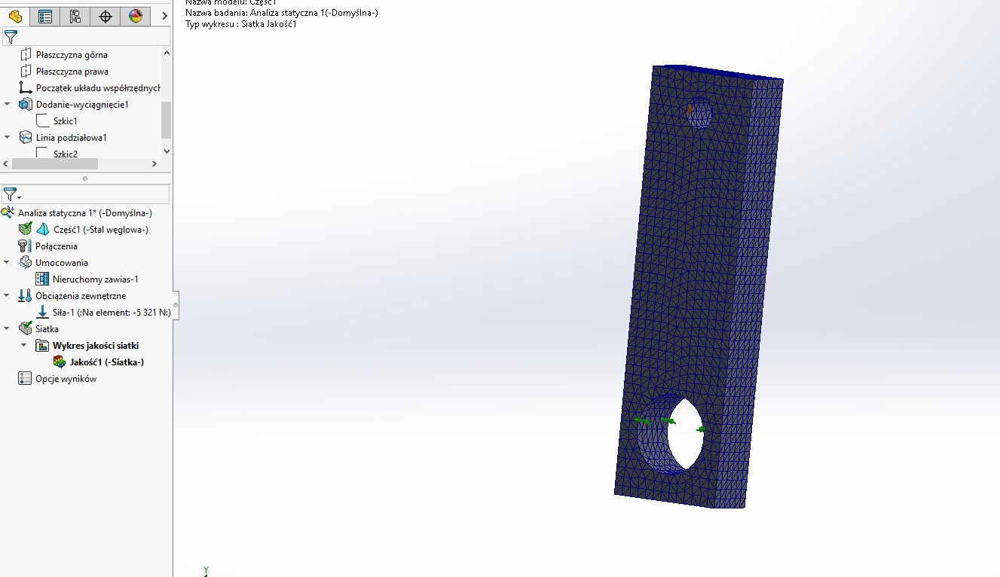 Nazwa modelu: Część1
Nazwa badania: Analiza statyczna 1(-Domyślna-)
Typ wykresu : Siatka Jakość1
Płaszczyzna górna
Płaszczyzna prawa
Początek układu współrzędnych
Dodanie-wyciągnięcie1
Szkic1
Linia podziałowa1
Szkic2
Analiza statyczna 1* (-Domyślna-)
Część1 (-Stal węglowa-)
Połączenia
Umocowania
Nieruchomy zawias-1
Obciążenia zewnętrzne
Siła-1 (:Na element: -5 321 N:)
Siatka
Wykres jakości siatki
Jakość1 (-Siatka-)
Opcje wyników
Y